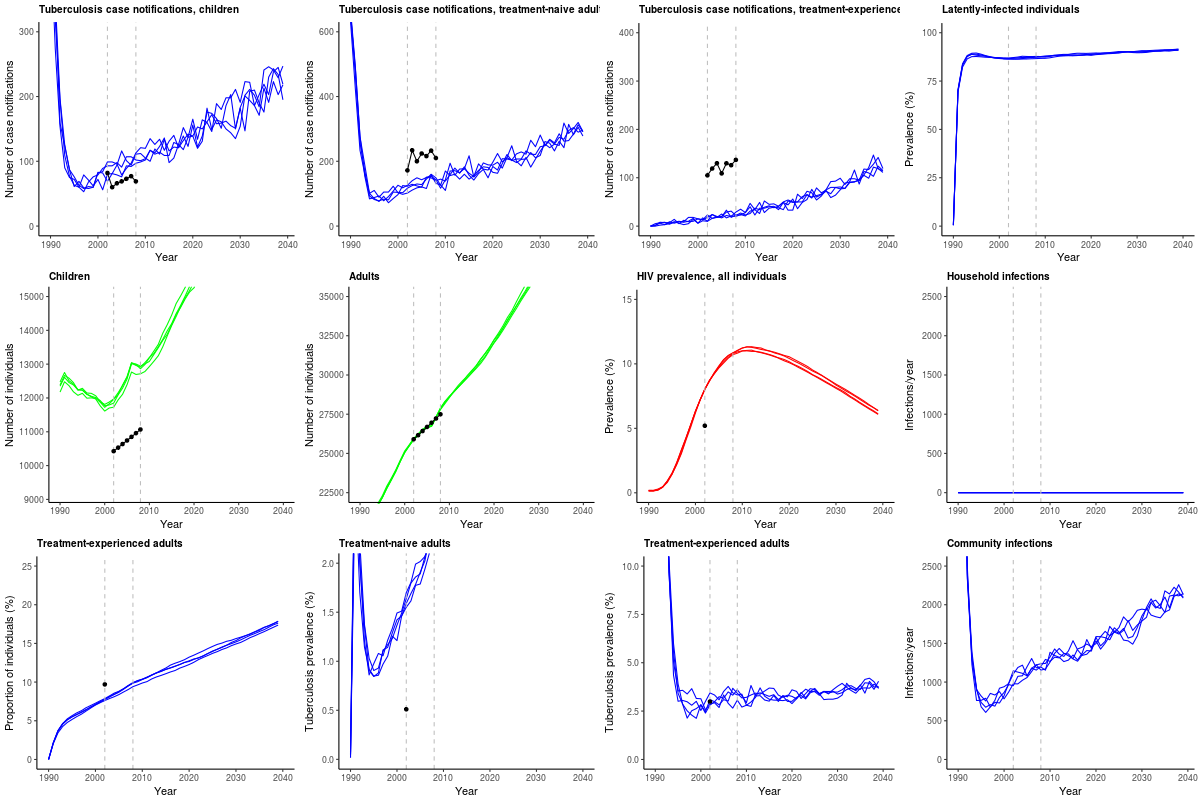 Tuberculosis case notifications, children
Number of case notifications
300
200
100
0
1990 2000 2010 2020 2030 2040
Year
Tuberculosis case notifications, treatment-naive adul
Number of case notifications
600
400
200
0
1990 2000 2010 2020 2030 2040
Year
Tuberculosis case notifications, treatment-experience
Number of case notifications
400
300
200
100
0
1990 2000 2010 2020 2030 2040
Year
Latently-infected individuals
Prevalence (%)
100
75
50
25
0
1990 2000 2010 2020 2030 2040
Year
Children
Number of individuals
15000
14000
13000
12000
11000
10000
9000
1990 2000 2010 2020 2030 2040
Year
Adults
Number of individuals
35000
32500
30000
27500
25000
22500
1990 2000 2010 2020 2030 2040
Year
HIV prevalence, all individuals
Prevalence (%)
15
10
5
0
1990 2000 2010 2020 2030 2040
Year
Household infections
Infections/year
2500
2000
1500
1000
500
0
1990 2000 2010 2020 2030 2040
Year
Treatment-experienced adults
Proportion of individuals (%)
25
20
15
10
5
0
1990 2000 2010 2020 2030 2040
Year
Treatment-naive adults
Tuberculosis prevalence (%)
2.0
1.5
1.0
0.5
0.0
1990 2000 2010 2020 2030 2040
Year
Treatment-experienced adults
Tuberculosis prevalence (%)
10.0
7.5
5.0
2.5
0.0
1990 2000 2010 2020 2030 2040
Year
Community infections
Infections/year
2500
2000
1500
1000
500
0
1990 2000 2010 2020 2030 2040
Year